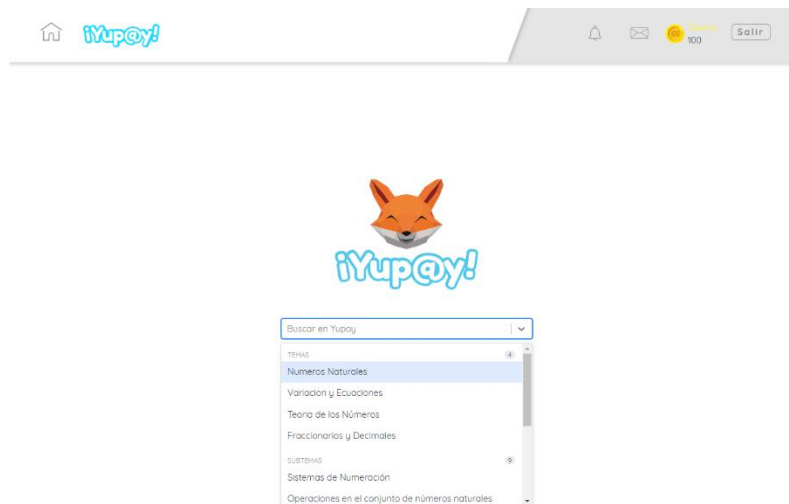 ¡Yup@y!
100
Salir
¡Yup@y!
Buscar en Yupay
TEMAS 4
Numeros Naturales
Variacion y Ecuaciones
Teoria de los Números
Fraccionarios y Decimales
SUBTEMAS 9
Sistemas de Numeración
Operaciones en el conjunto de números naturales